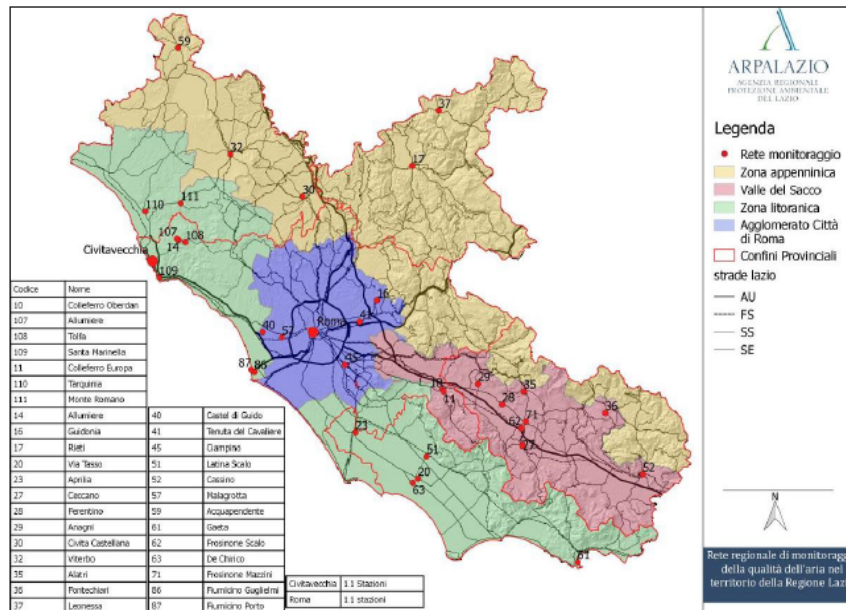 59
37
32
17
30
111
110
107
108
14
Civitavecchia
109
16
41
Roma
40
57
87
86
45
29
35
10
28
11
36
71
62
27
23
51
52
20
63
61
Codice Nome
10 Colleferro Oberdan
107 Allumiere
108 Tolfa
109 Santa Marinella
11 Colleferro Europa
110 Tarquinia
111 Monte Romano
14 Allumiere 40 Castel di Guido
16 Guidonia 41 Tenuta del Cavaliere
17 Rieti 45 Ciampino
20 Via Tasso 51 Latina Scalo
23 Aprilia 52 Cassino
27 Ceccano 57 Malagrotta
28 Ferentino 59 Acquapendente
29 Anagni 61 Gaeta
30 Civita Castellana 62 Frosinone Scalo
32 Viterbo 63 De Chirico
35 Alatri 71 Frosinone Mazzini
36 Fontechiari 86 Fiumicino Guglielmi
37 Leonessa 87 Fiumicino Porto
Civitavecchia 11 Stazioni
Roma 11 stazioni
ARPALAZIO
AGENZIA REGIONALE
PROTEZIONE AMBIENTALE
DEL LAZIO
Legenda
Rete monitoraggio
Zona appenninica
Valle del Sacco
Zona litoranica
Agglomerato Città
di Roma
Confini Provinciali
strade lazio
AU
FS
SS
SE
N
Rete regionale di monitoragg
della qualità dell'aria nel
territorio della Regione Lazi